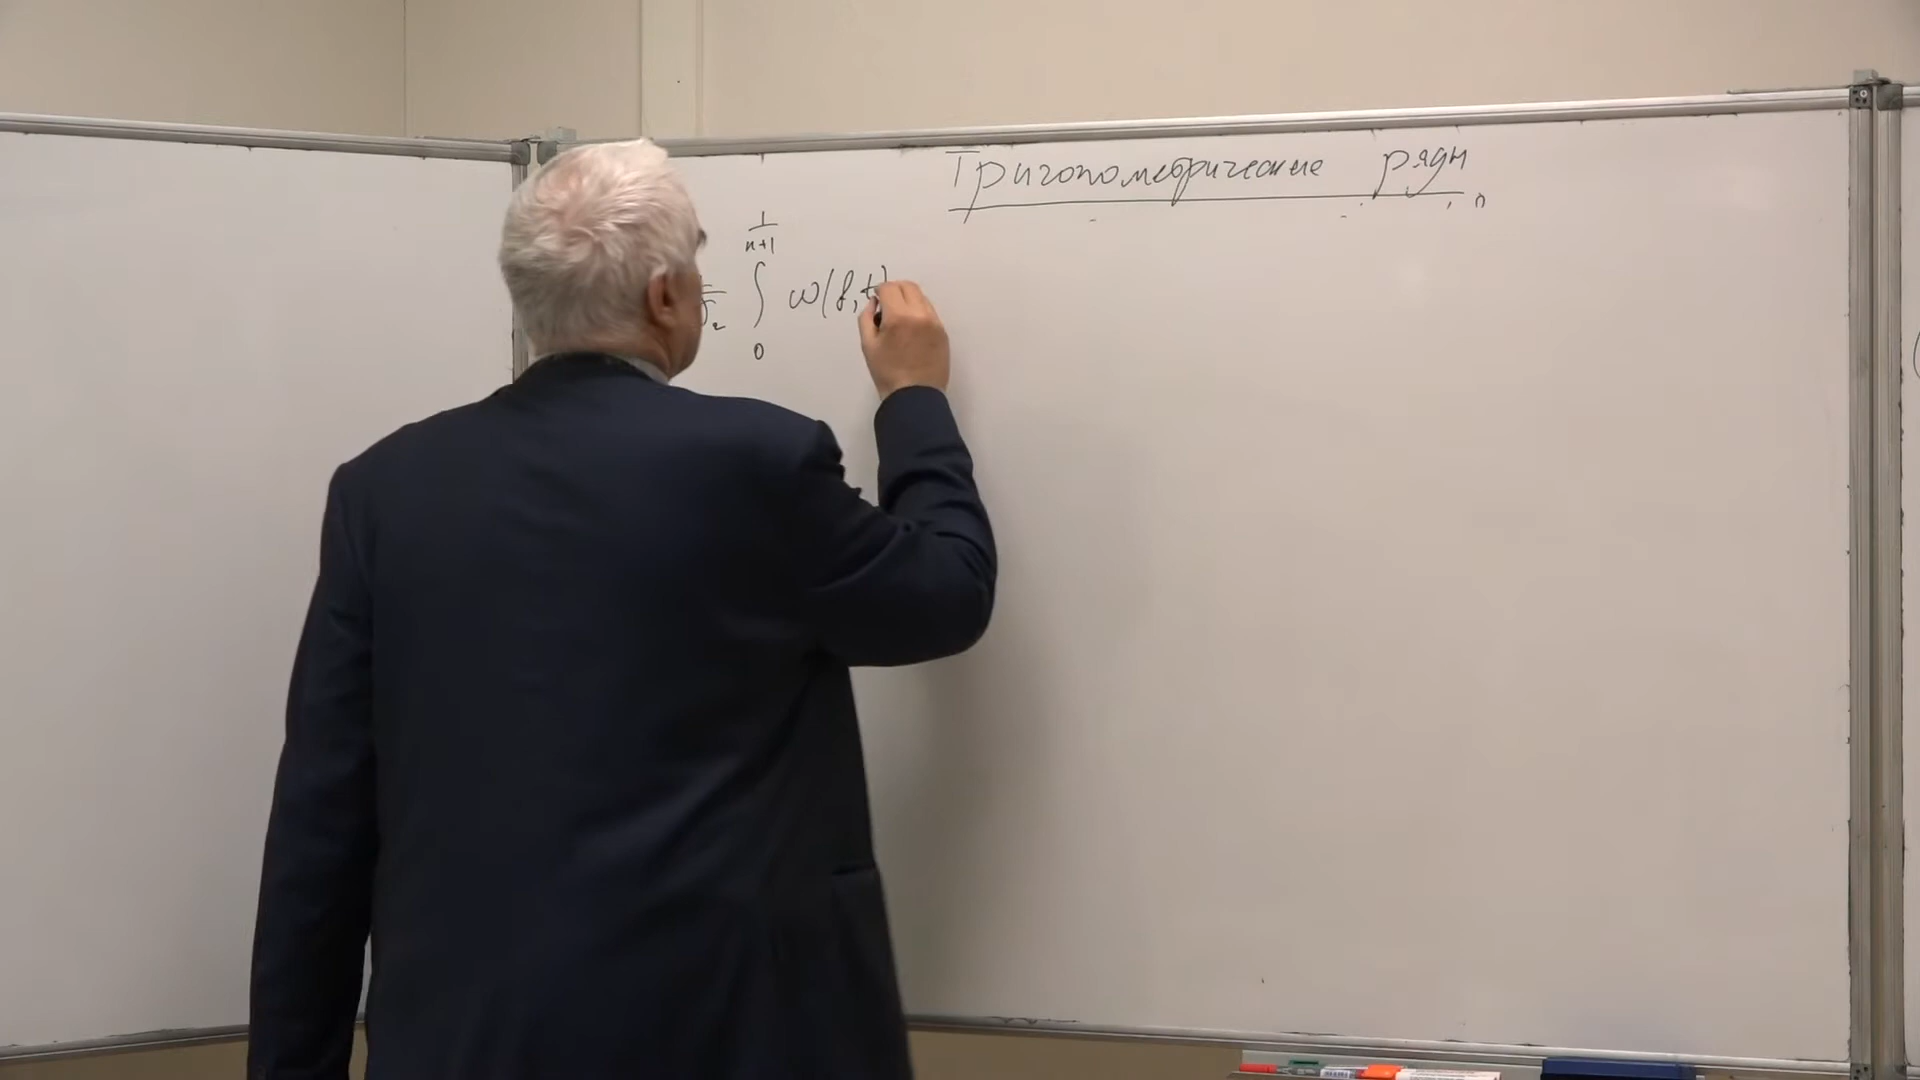 Тригонометрические ряды
1
n+1
∫ ω(f,t)
0